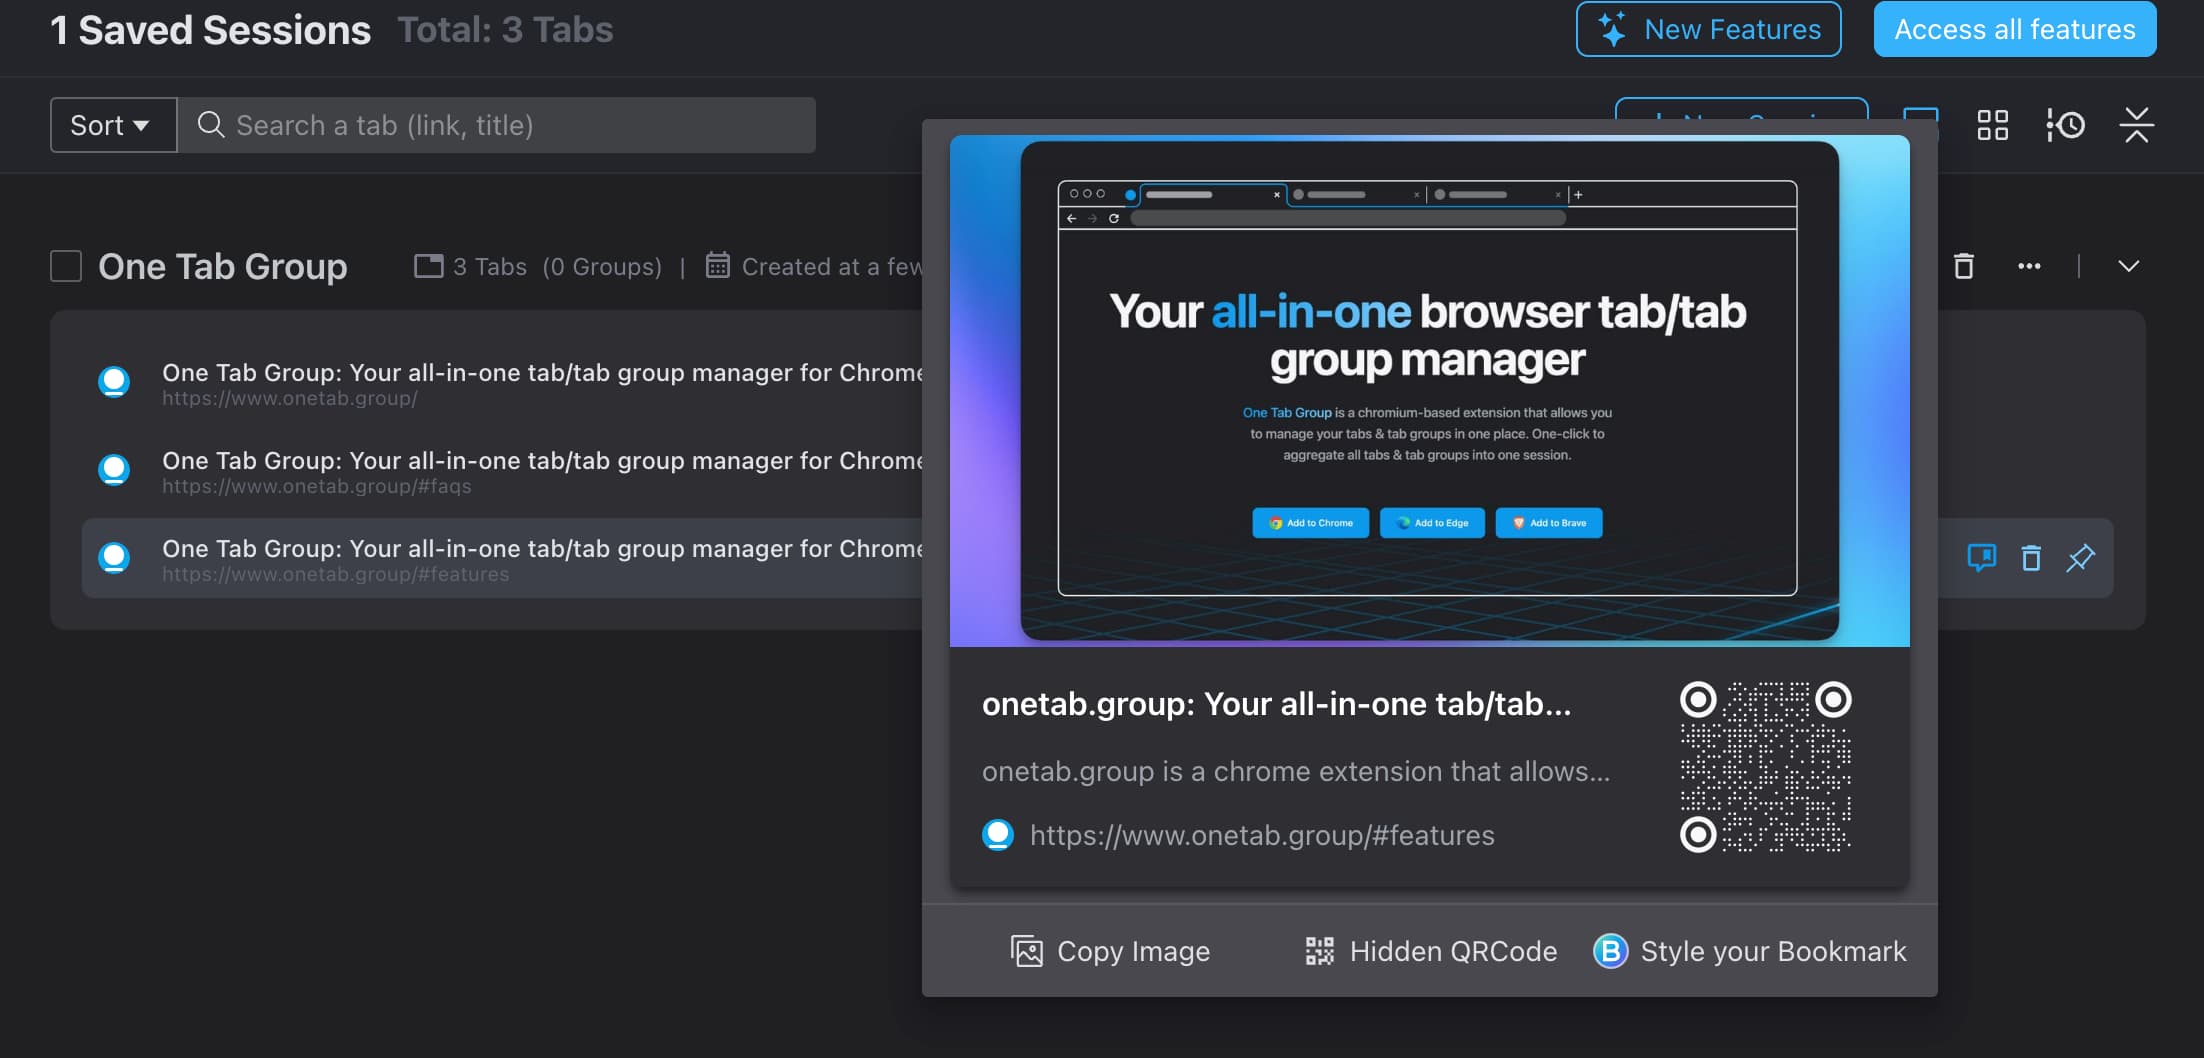 1 Saved Sessions Total: 3 Tabs
New Features
Access all features
Sort
Search a tab (link, title)
One Tab Group
3 Tabs (0 Groups) | Created at a few
One Tab Group: Your all-in-one tab/tab group manager for Chrome
https://www.onetab.group/
One Tab Group: Your all-in-one tab/tab group manager for Chrome
https://www.onetab.group/#faqs
One Tab Group: Your all-in-one tab/tab group manager for Chrome
https://www.onetab.group/#features
Your all-in-one browser tab/tab
group manager
One Tab Group is a chromium-based extension that allows you
to manage your tabs & tab groups in one place. One-click to
aggregate all tabs & tab groups into one session.
Add to Chrome
Add to Edge
Add to Brave
onetab.group: Your all-in-one tab/tab...
onetab.group is a chrome extension that allows...
https://www.onetab.group/#features
Copy Image
Hidden QRCode
B Style your Bookmark